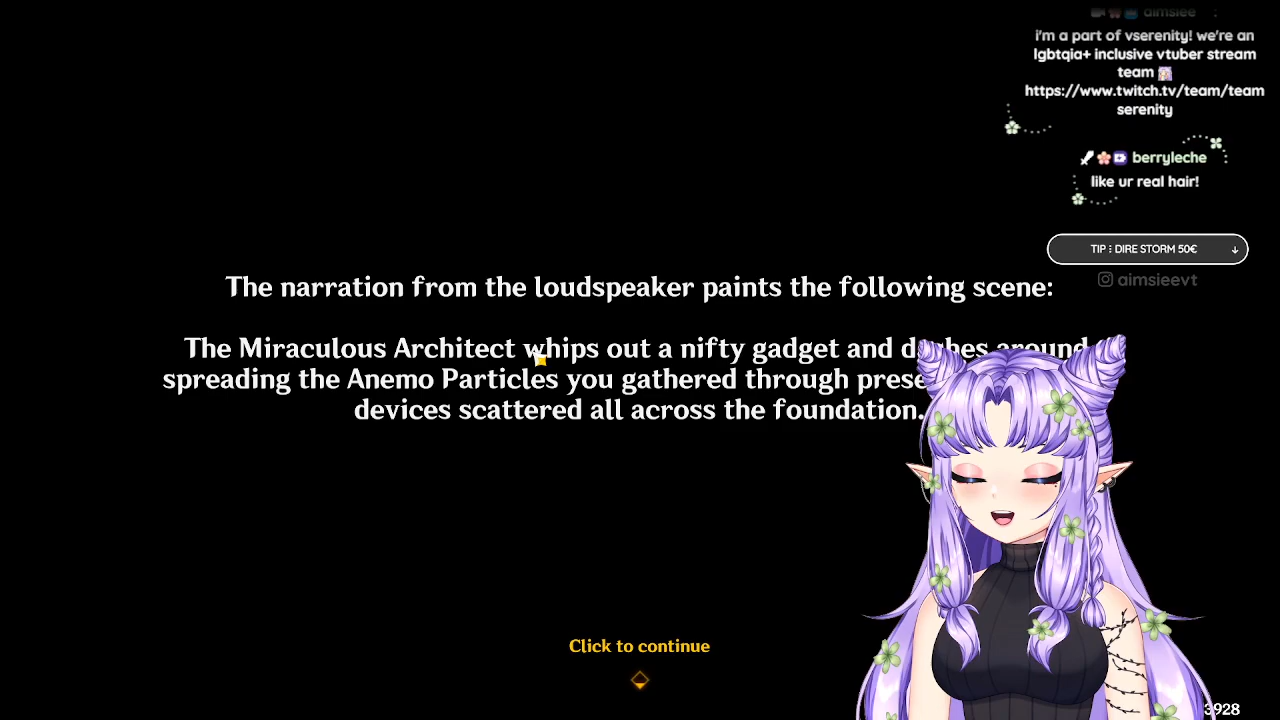 aimsiee :
i'm a part of vserenity! we're an
lgbtqia+ inclusive vtuber stream
team
https://www.twitch.tv/team/team
serenity
berryleche
like ur real hair!
TIP : DIRE STORM 50€ ↓
aimsieevt
The narration from the loudspeaker paints the following scene:
The Miraculous Architect whips out a nifty gadget and around
spreading the Anemo Particles you gathered through
devices scattered all across the foundation.
Click to continue
3928